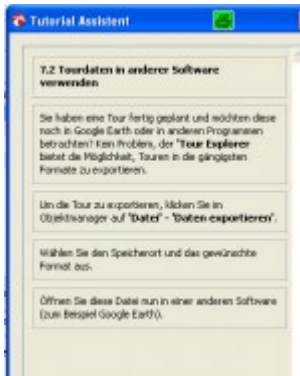 Tutorial Assistent
7.2 Tourdaten in anderer Software
verwenden
Sie haben eine Tour fertig geplant und möchten diese
noch in Google Earth oder in anderen Programmen
betrachten? Kein Problem, der "Tour Explorer
bietet die Möglichkeit, Touren in die gängigsten
Formate zu exportieren.
Um die Tour zu exportieren, klicken Sie im
Objektmanager auf "Datei" - "Daten exportieren".
Wählen Sie den Speicherort und das gewünschte
Format aus.
Öffnen Sie diese Datei nun in einer anderen Software
(zum Beispiel Google Earth).